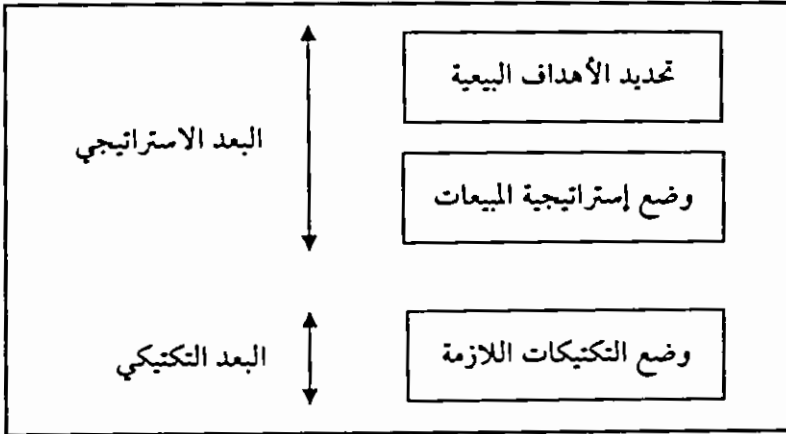 تحديد الأهداف البيعية
البعد الاستراتيجي
وضع إستراتيجية المبيعات
وضع التكتيكات اللازمة
البعد التكتيكي